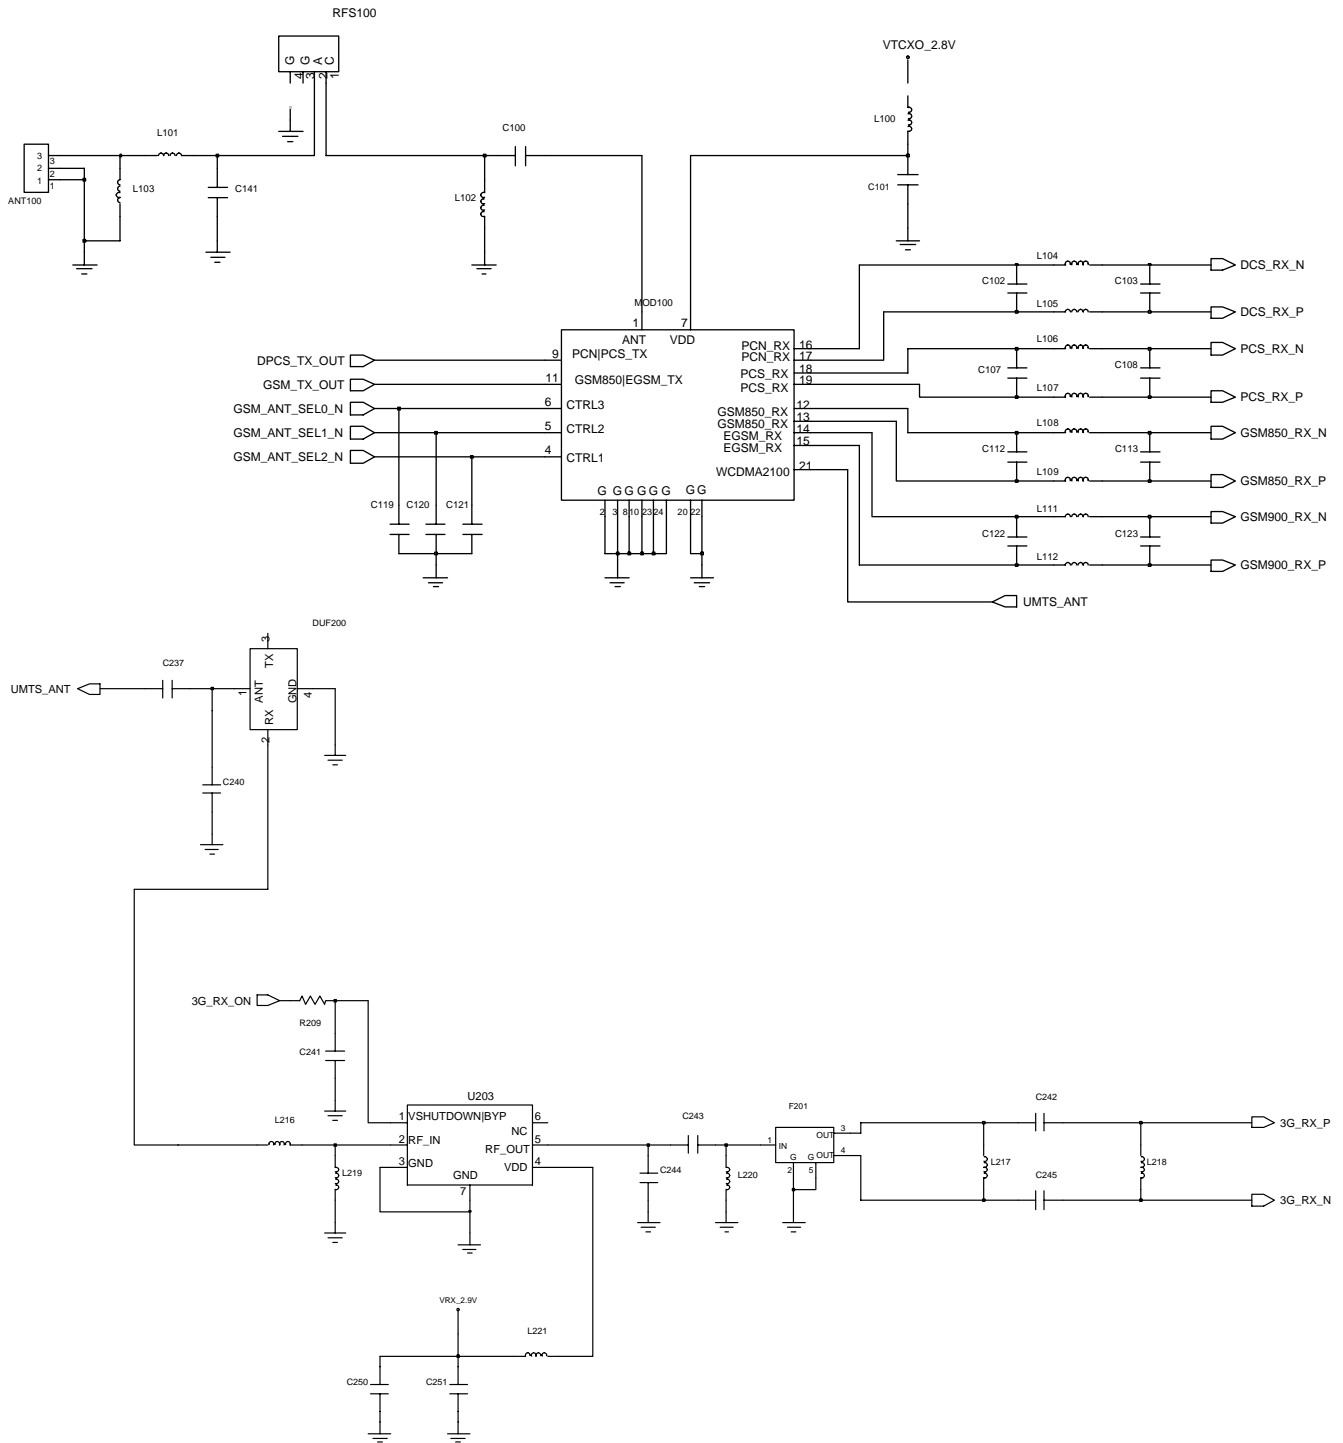 RFS100
G G A C
4 3 2 1
VTCXO_2.8V
L100
C101
L101
C100
3 3
2 2
1 1
ANT100
L103
C141
L102
MOD100
1 7
ANT VDD
DPCS_TX_OUT 9 PCN|PCS_TX
GSM_TX_OUT 11 GSM850|EGSM_TX
GSM_ANT_SEL0_N 6 CTRL3
GSM_ANT_SEL1_N 5 CTRL2
GSM_ANT_SEL2_N 4 CTRL1
C119 C120 C121
PCN_RX 16
PCN_RX 17
PCS_RX 18
PCS_RX 19
GSM850_RX 12
GSM850_RX 13
EGSM_RX 14
EGSM_RX 15
WCDMA2100 21
G G G G G G G G
2 3 8 10 23 24 20 22
L104
DCS_RX_N
C102 C103
L105
DCS_RX_P
L106
PCS_RX_N
C107 C108
L107
PCS_RX_P
L108
GSM850_RX_N
C112 C113
L109
GSM850_RX_P
L111
GSM900_RX_N
C122 C123
L112
GSM900_RX_P
UMTS_ANT
DUF200
3
TX
C237
UMTS_ANT
1 ANT GND 4
RX
2
C240
3G_RX_ON
R209
C241
L216
L219
U203
1 VSHUTDOWN|BYP 6
NC
2 RF_IN RF_OUT 5
3 GND VDD 4
GND
7
C243
C244
L220
F201
1 IN OUT 3
OUT 4
G G
2 5
C242
3G_RX_P
L217 L218
C245
3G_RX_N
VRX_2.9V
L221
C250 C251